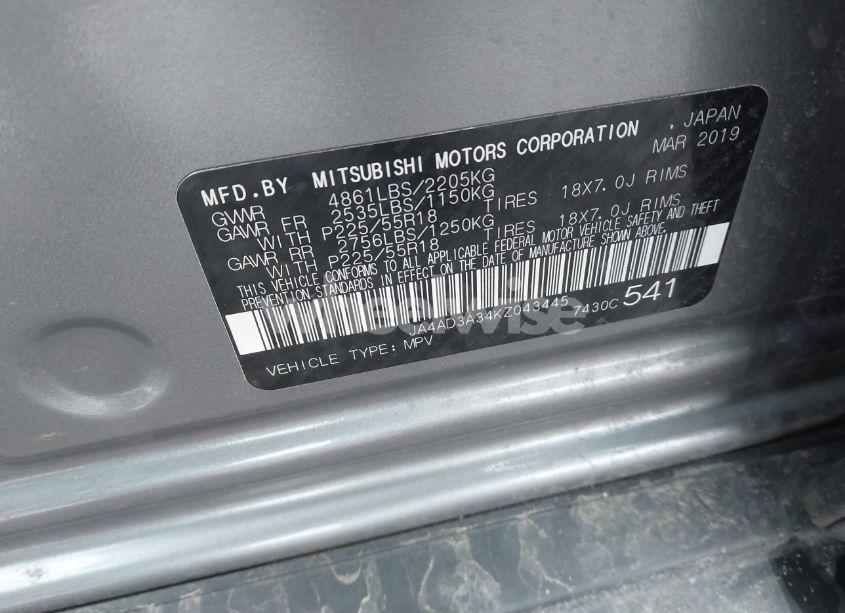 MFD.BY MITSUBISHI MOTORS CORPORATION , JAPAN
MAR 2019
GVWR 4861LBS/2205KG
GAWR FR 2535LBS/1150KG
WITH P225/55R18 TIRES 18X7.0J RIMS
GAWR RR 2756LBS/1250KG
WITH P225/55R18 TIRES 18X7.0J RIMS
THIS VEHICLE CONFORMS TO ALL APPLICABLE FEDERAL MOTOR VEHICLE SAFETY AND THEFT
PREVENTION STANDARDS IN EFFECT ON THE DATE OF MANUFACTURE SHOWN ABOVE.
JA4AD3A34KZ043445 7430C 541
VEHICLE TYPE: MPV